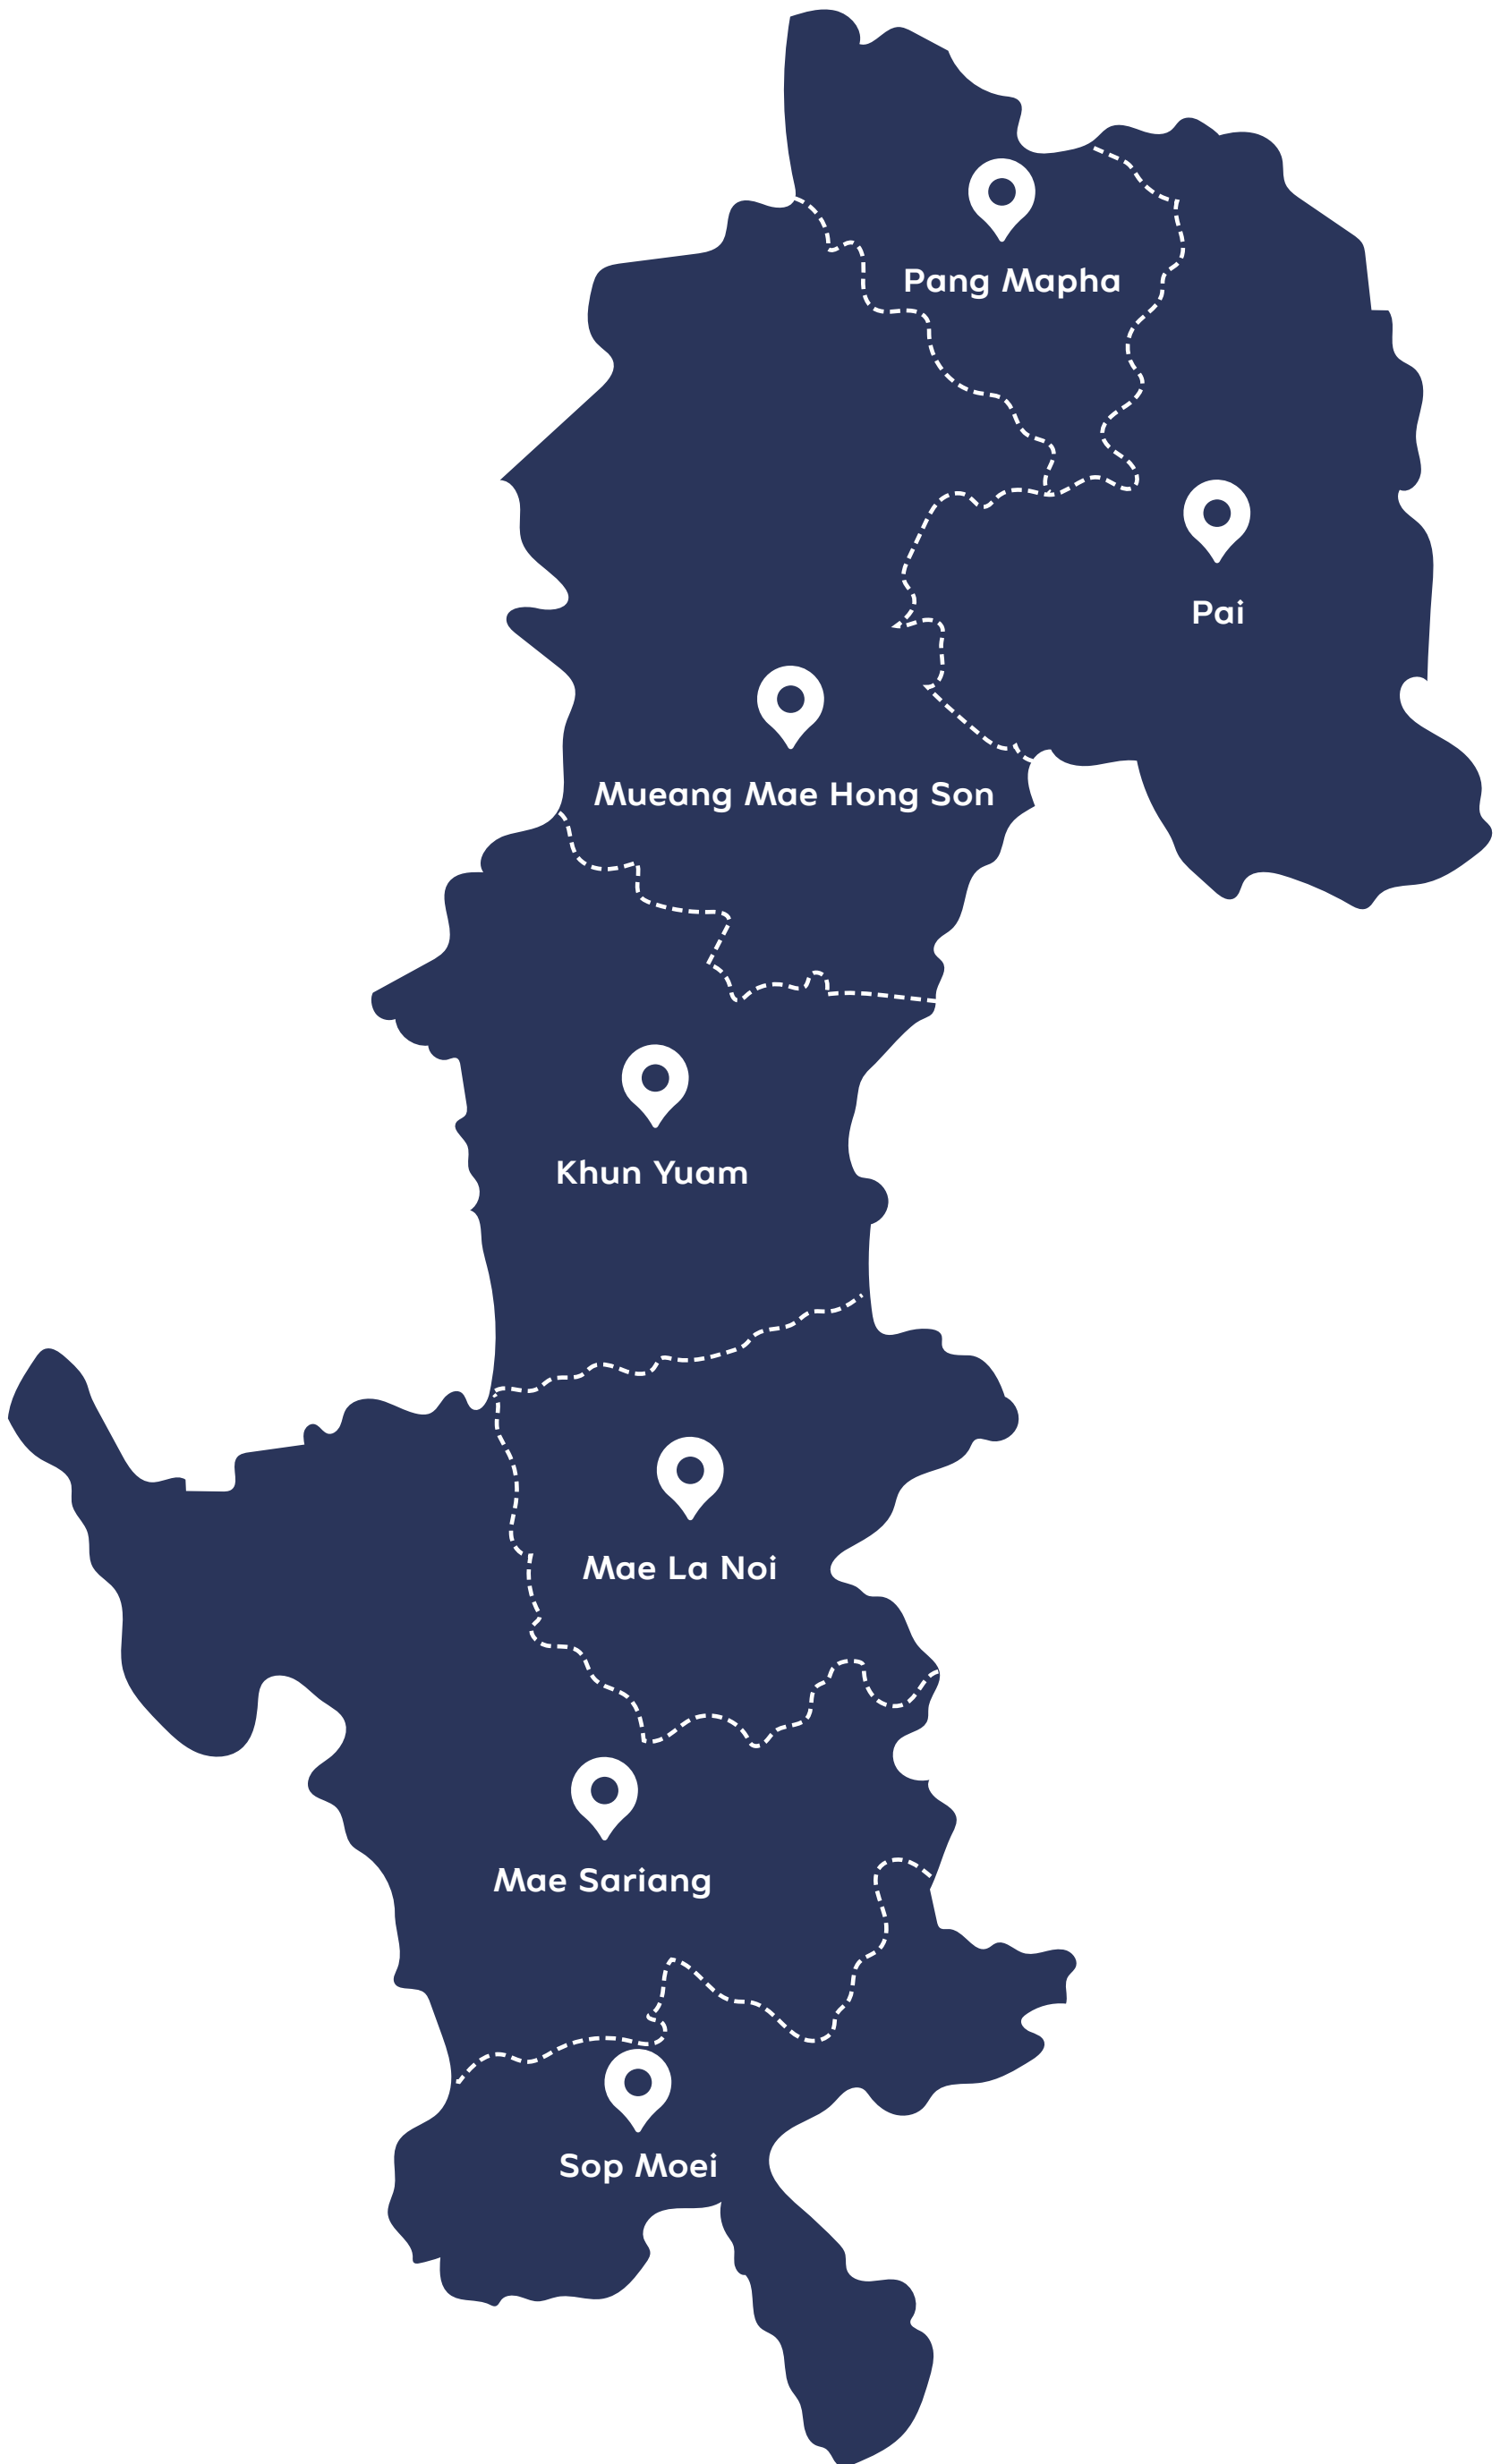 Pang Mapha
Pai
Mueang Mae Hong Son
Khun Yuam
Mae La Noi
Mae Sariang
Sop Moei